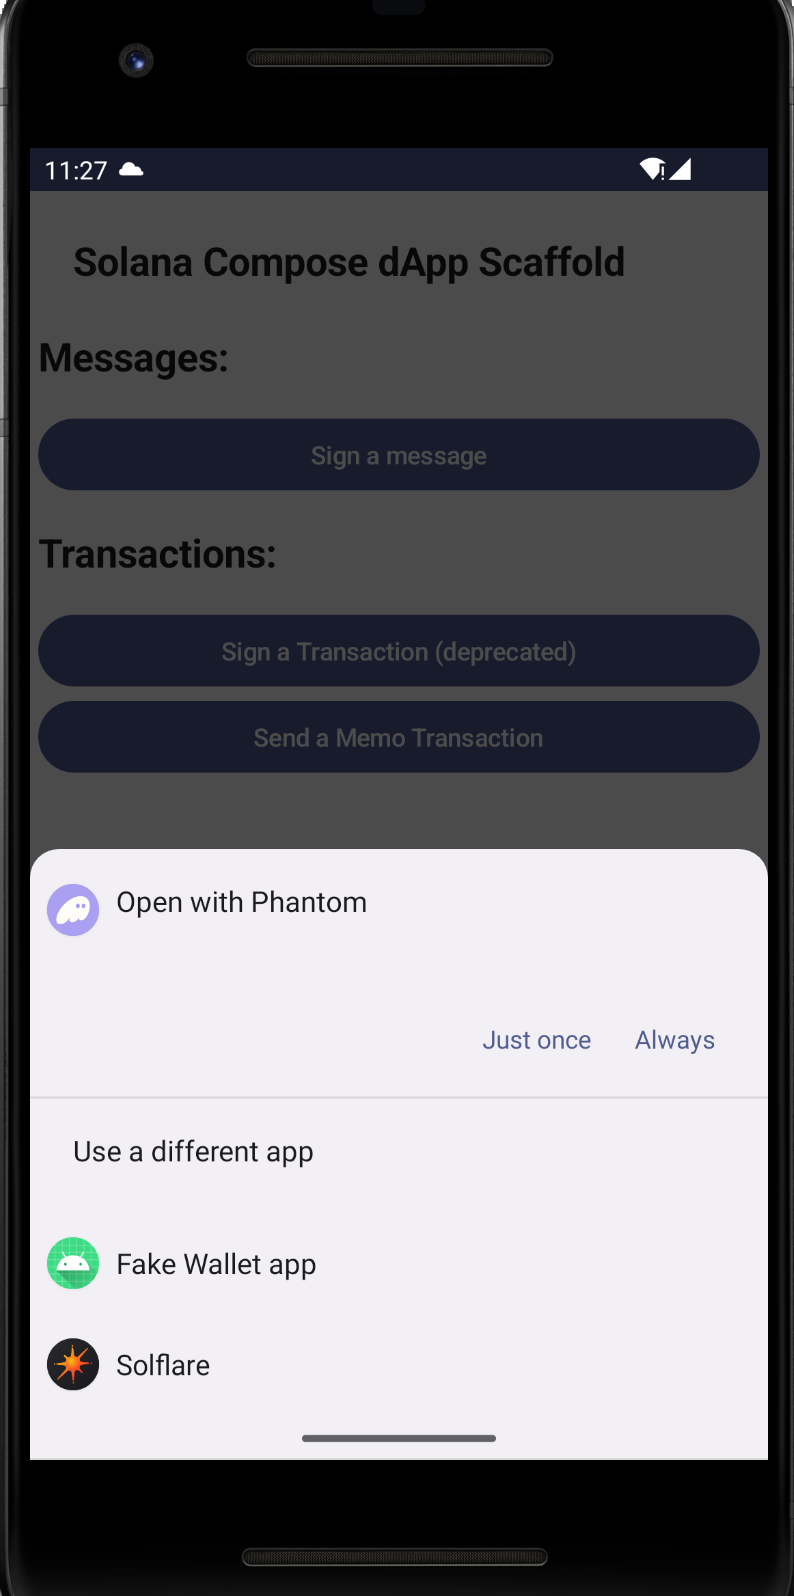 11:27
Solana Compose dApp Scaffold
Messages:
Sign a message
Transactions:
Sign a Transaction (deprecated)
Send a Memo Transaction
Open with Phantom
Just once Always
Use a different app
Fake Wallet app
Solflare